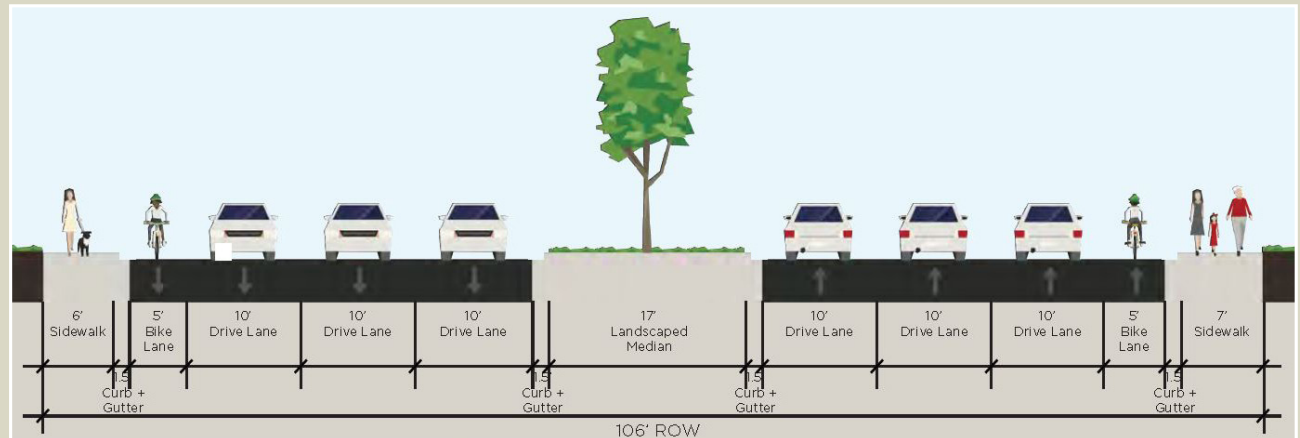 6'
Sidewalk
5'
Bike
Lane
10'
Drive Lane
10'
Drive Lane
10'
Drive Lane
17'
Landscaped
Median
10'
Drive Lane
10'
Drive Lane
10'
Drive Lane
5'
Bike
Lane
7'
Sidewalk
1.5'
Curb +
Gutter
1.5'
Curb +
Gutter
1.5'
Curb +
Gutter
1.5'
Curb +
Gutter
106' ROW